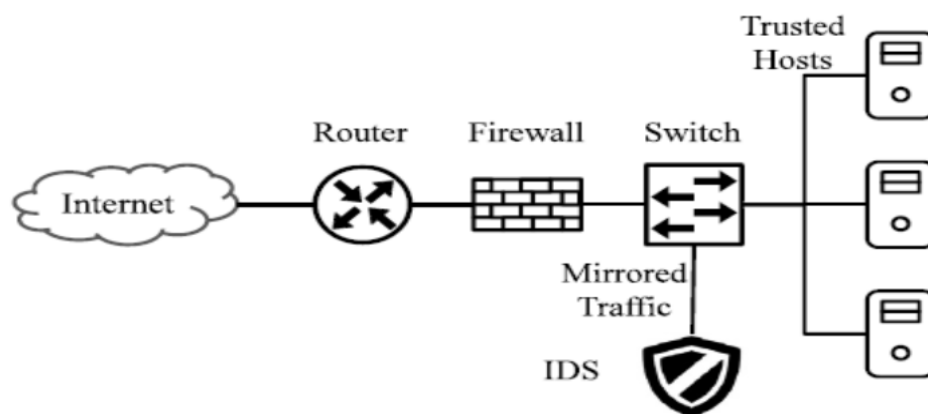 Trusted
Hosts
Router
Firewall
Switch
Internet
Mirrored
Traffic
IDS